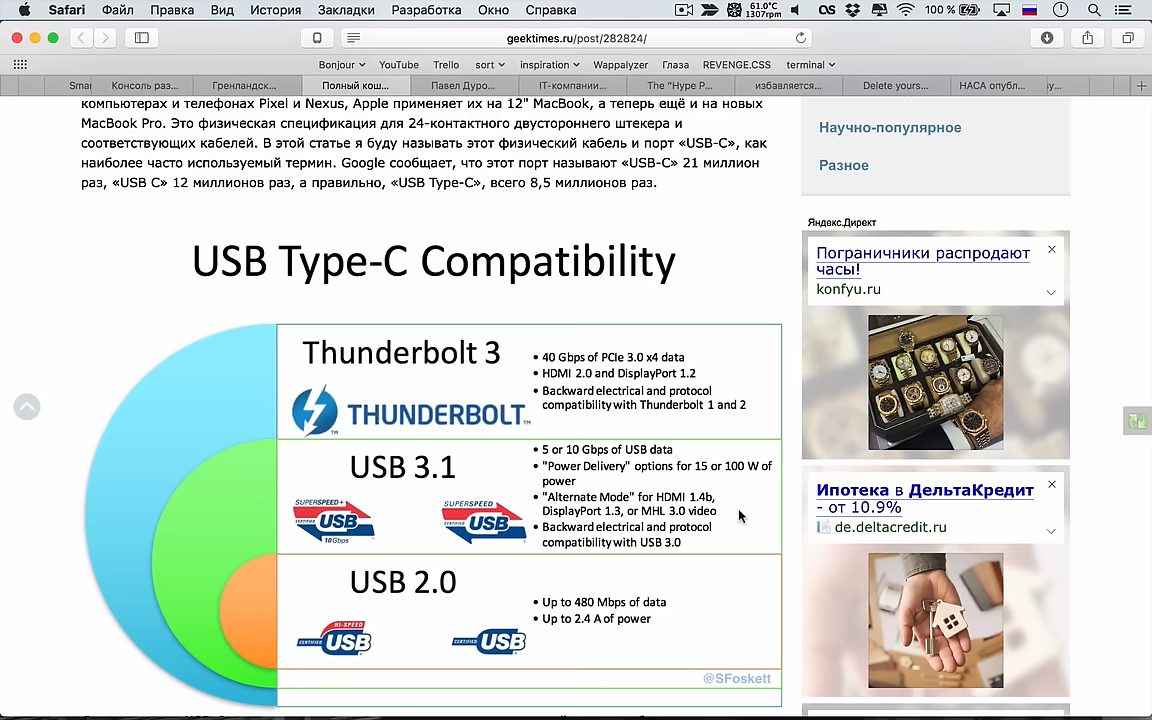 Safari Файл Правка Вид История Закладки Разработка Окно Справка
61.0°C
1307rpm
100 %
geektimes.ru/post/282824/
Bonjour YouTube Trello sort inspiration Wappalyzer Глаза REVENGE.CSS terminal
Smai Консоль раз... Гренландск... Полный кош... Павел Дуро... IT-компании... The "Hype P... избавляется... Delete yours... НАСА опубл... у...
компьютерах и телефонах Pixel и Nexus, Apple применяет их на 12" MacBook, а теперь ещё и на новых
MacBook Pro. Это физическая спецификация для 24-контактного двустороннего штекера и
соответствующих кабелей. В этой статье я буду называть этот физический кабель и порт «USB-C», как
наиболее часто используемый термин. Google сообщает, что этот порт называют «USB-C» 21 миллион
раз, «USB C» 12 миллионов раз, а правильно, «USB Type-C», всего 8,5 миллионов раз.
USB Type-C Compatibility
Thunderbolt 3
THUNDERBOLT™
• 40 Gbps of PCIe 3.0 x4 data
• HDMI 2.0 and DisplayPort 1.2
• Backward electrical and protocol
compatibility with Thunderbolt 1 and 2
USB 3.1
SUPERSPEED+
CERTIFIED USB
10 Gbps
SUPERSPEED
CERTIFIED USB
• 5 or 10 Gbps of USB data
• "Power Delivery" options for 15 or 100 W of
power
• "Alternate Mode" for HDMI 1.4b,
DisplayPort 1.3, or MHL 3.0 video
• Backward electrical and protocol
compatibility with USB 3.0
USB 2.0
HI-SPEED
CERTIFIED USB
CERTIFIED USB
• Up to 480 Mbps of data
• Up to 2.4 A of power
@SFoskett
Научно-популярное
Разное
Яндекс.Директ
Пограничники распродают
часы!
konfyu.ru
Ипотека в ДельтаКредит
- от 10.9%
de.deltacredit.ru